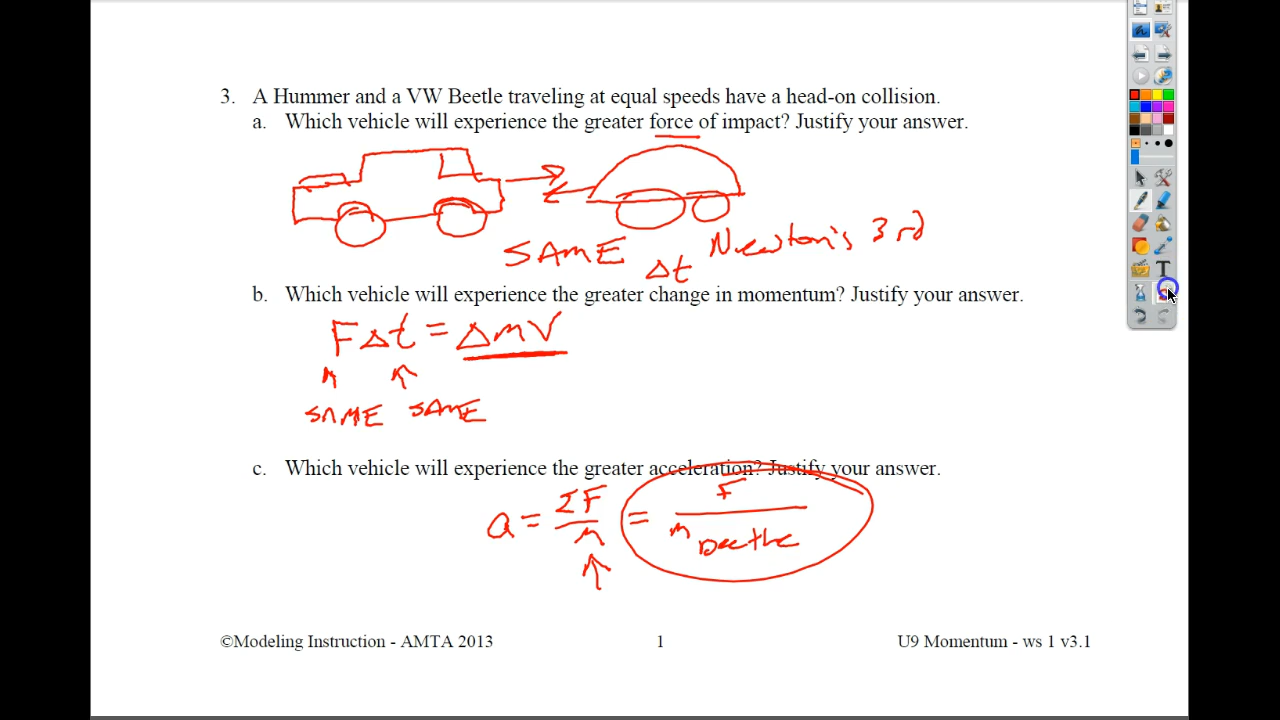 3. A Hummer and a VW Beetle traveling at equal speeds have a head-on collision.
a. Which vehicle will experience the greater force of impact? Justify your answer.
SAME Δt Newton's 3rd
b. Which vehicle will experience the greater change in momentum? Justify your answer.
FΔt = ΔmV
SAME SAME
c. Which vehicle will experience the greater acceleration? Justify your answer.
a = ΣF/m = F/m Beetle
©Modeling Instruction - AMTA 2013 1 U9 Momentum - ws 1 v3.1
T